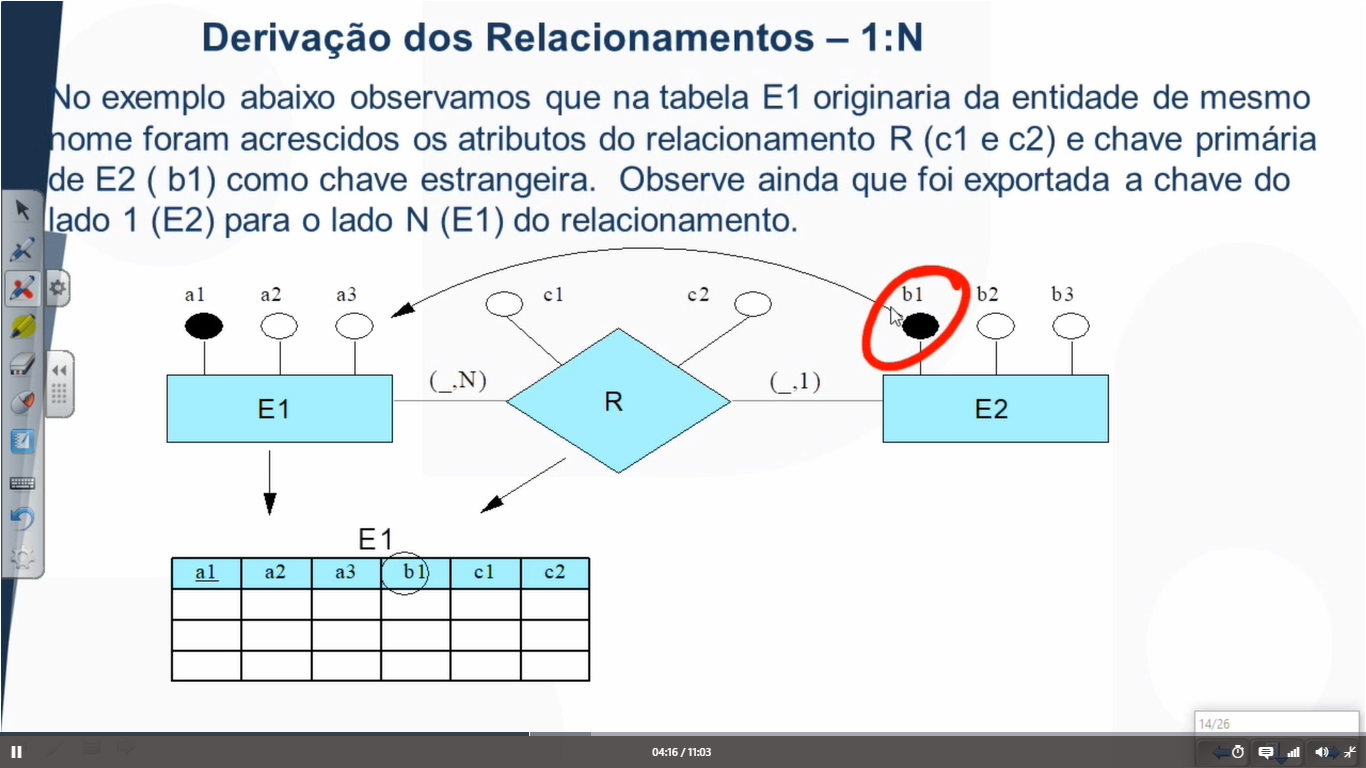 Derivação dos Relacionamentos – 1:N
No exemplo abaixo observamos que na tabela E1 originaria da entidade de mesmo
nome foram acrescidos os atributos do relacionamento R (c1 e c2) e chave primária
de E2 ( b1) como chave estrangeira. Observe ainda que foi exportada a chave do
lado 1 (E2) para o lado N (E1) do relacionamento.
a1 a2 a3 c1 c2 b1 b2 b3
(_,N) (_,1)
E1 R E2
E1
a1 a2 a3 b1 c1 c2
14/26
04:16 / 11:03